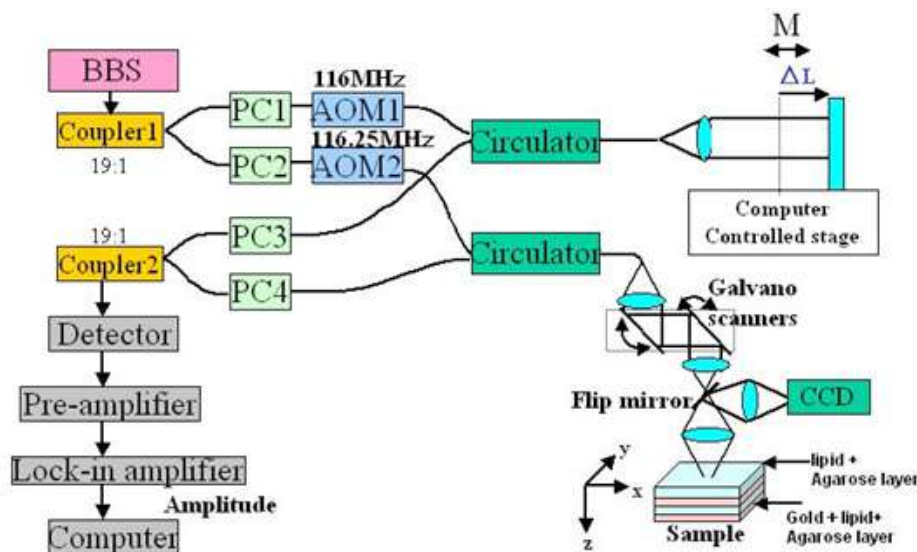 BBS
Coupler1
19:1
PC1
116MHz
AOM1
PC2
116.25MHz
AOM2
Circulator
M
△L
Computer
Controlled stage
19:1
Coupler2
PC3
PC4
Circulator
Galvano
scanners
Flip mirror
CCD
Detector
Pre-amplifier
Lock-in amplifier
Amplitude
Computer
y
x
z
lipid +
Agarose layer
Gold + lipid+
Agarose layer
Sample